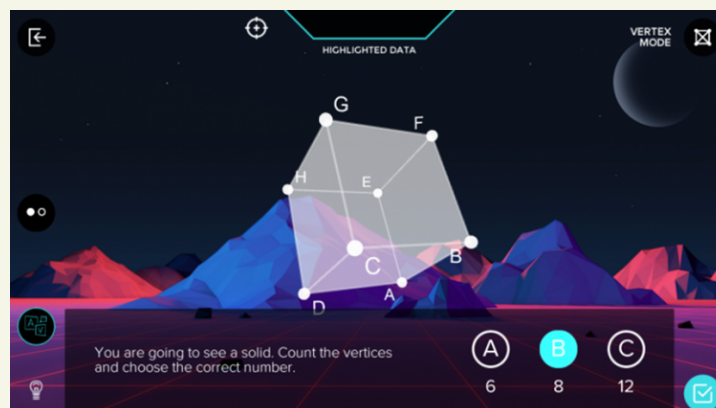 VERTEX
MODE
HIGHLIGHTED DATA
G
F
H
E
C
B
A
D
You are going to see a solid. Count the vertices
and choose the correct number.
A B C
6 8 12